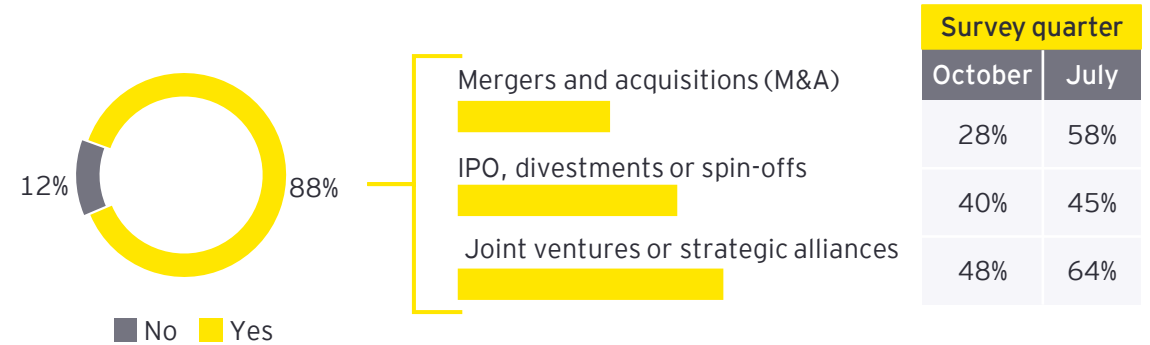 Survey quarter
October July
Mergers and acquisitions (M&A)
28% 58%
IPO, divestments or spin-offs
12%
88%
40% 45%
Joint ventures or strategic alliances
48% 64%
No Yes